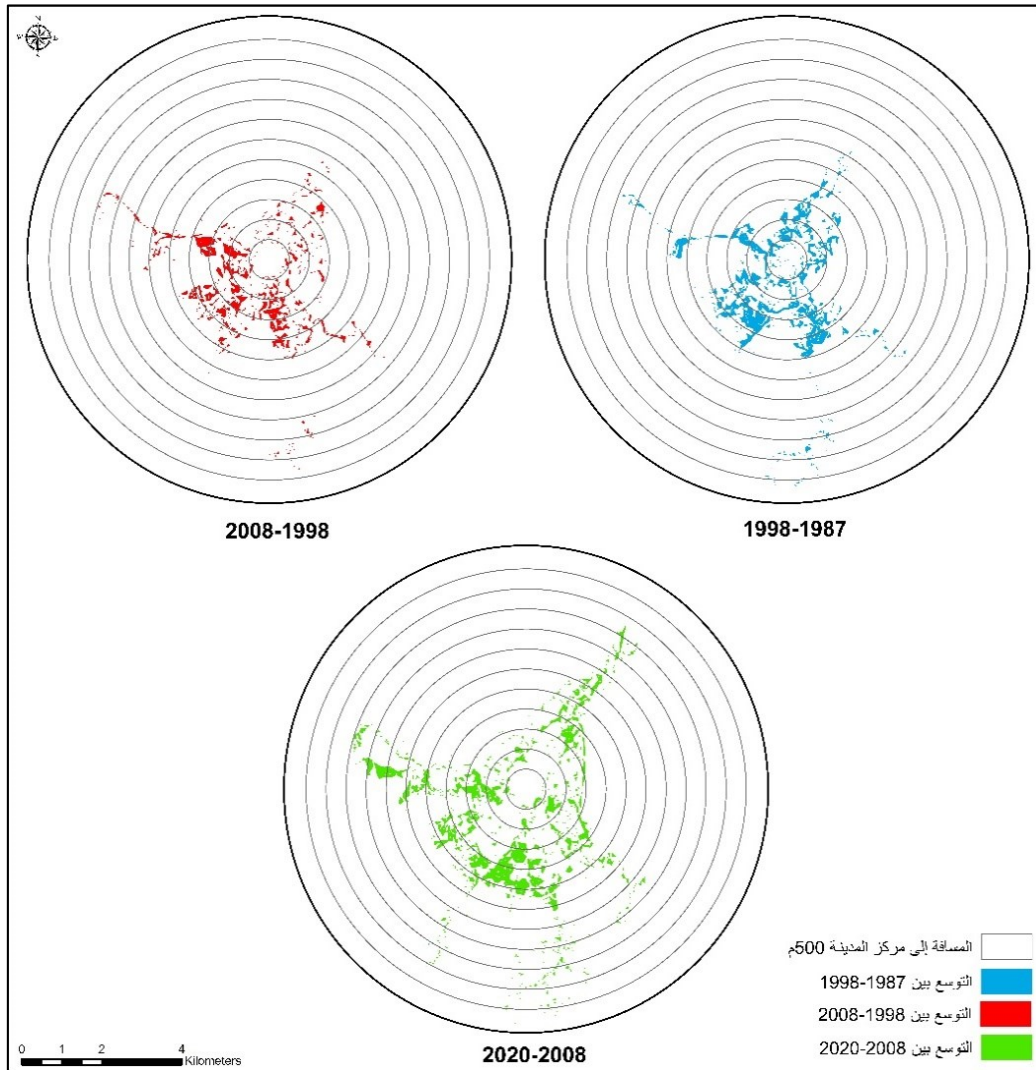 2008-1998
1998-1987
2020-2008
المسافة إلى مركز المدينة 500م
التوسع بين 1987-1998
التوسع بين 1998-2008
التوسع بين 2008-2020
0 1 2 4 Kilometers